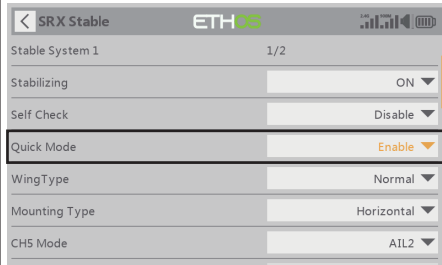 SRX Stable ETHOS
Stable System 1 1/2
Stabilizing ON
Self Check Disable
Quick Mode Enable
WingType Normal
Mounting Type Horizontal
CH5 Mode AIL2